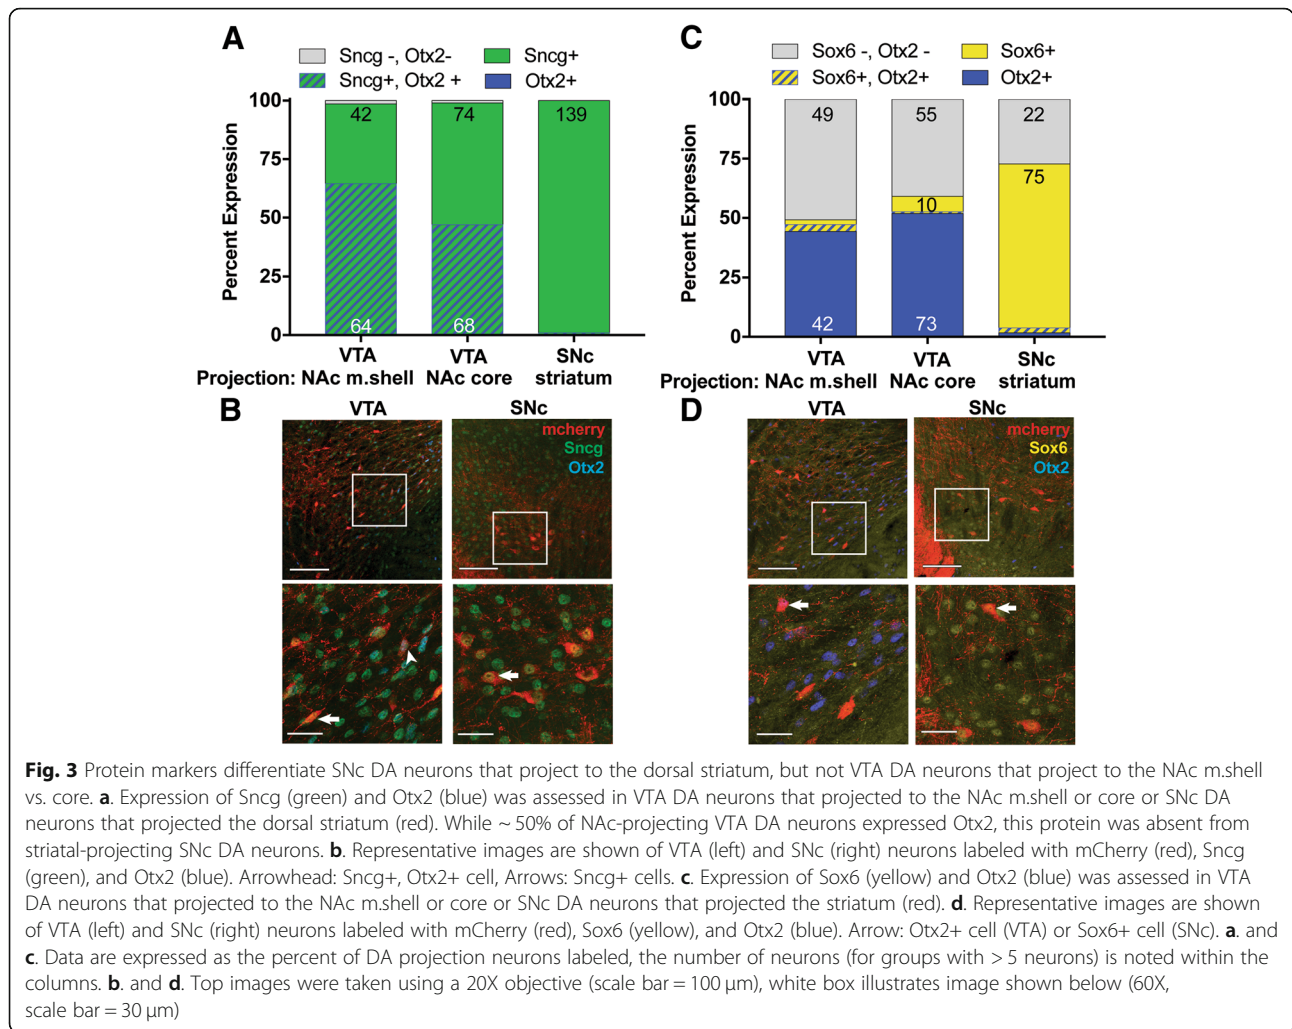 A
Sncg -, Otx2-
Sncg+
Sncg+, Otx2 +
Otx2+
Percent Expression
100
75
50
25
0
42
74
139
64
68
VTA
VTA
SNc
Projection: NAc m.shell
NAc core
striatum
C
Sox6 -, Otx2 -
Sox6+
Sox6+, Otx2+
Otx2+
Percent Expression
100
75
50
25
0
49
55
22
10
75
42
73
VTA
VTA
SNc
Projection: NAc m.shell
NAc core
striatum
B
VTA
SNc
mcherry
Sncg
Otx2
D
VTA
SNc
mcherry
Sox6
Otx2
Fig. 3 Protein markers differentiate SNc DA neurons that project to the dorsal striatum, but not VTA DA neurons that project to the NAc m.shell
vs. core. a. Expression of Sncg (green) and Otx2 (blue) was assessed in VTA DA neurons that projected to the NAc m.shell or core or SNc DA
neurons that projected the dorsal striatum (red). While ~ 50% of NAc-projecting VTA DA neurons expressed Otx2, this protein was absent from
striatal-projecting SNc DA neurons. b. Representative images are shown of VTA (left) and SNc (right) neurons labeled with mCherry (red), Sncg
(green), and Otx2 (blue). Arrowhead: Sncg+, Otx2+ cell, Arrows: Sncg+ cells. c. Expression of Sox6 (yellow) and Otx2 (blue) was assessed in VTA
DA neurons that projected to the NAc m.shell or core or SNc DA neurons that projected the striatum (red). d. Representative images are shown
of VTA (left) and SNc (right) neurons labeled with mCherry (red), Sox6 (yellow), and Otx2 (blue). Arrow: Otx2+ cell (VTA) or Sox6+ cell (SNc). a. and
c. Data are expressed as the percent of DA projection neurons labeled, the number of neurons (for groups with > 5 neurons) is noted within the
columns. b. and d. Top images were taken using a 20X objective (scale bar = 100 μm), white box illustrates image shown below (60X,
scale bar = 30 μm)